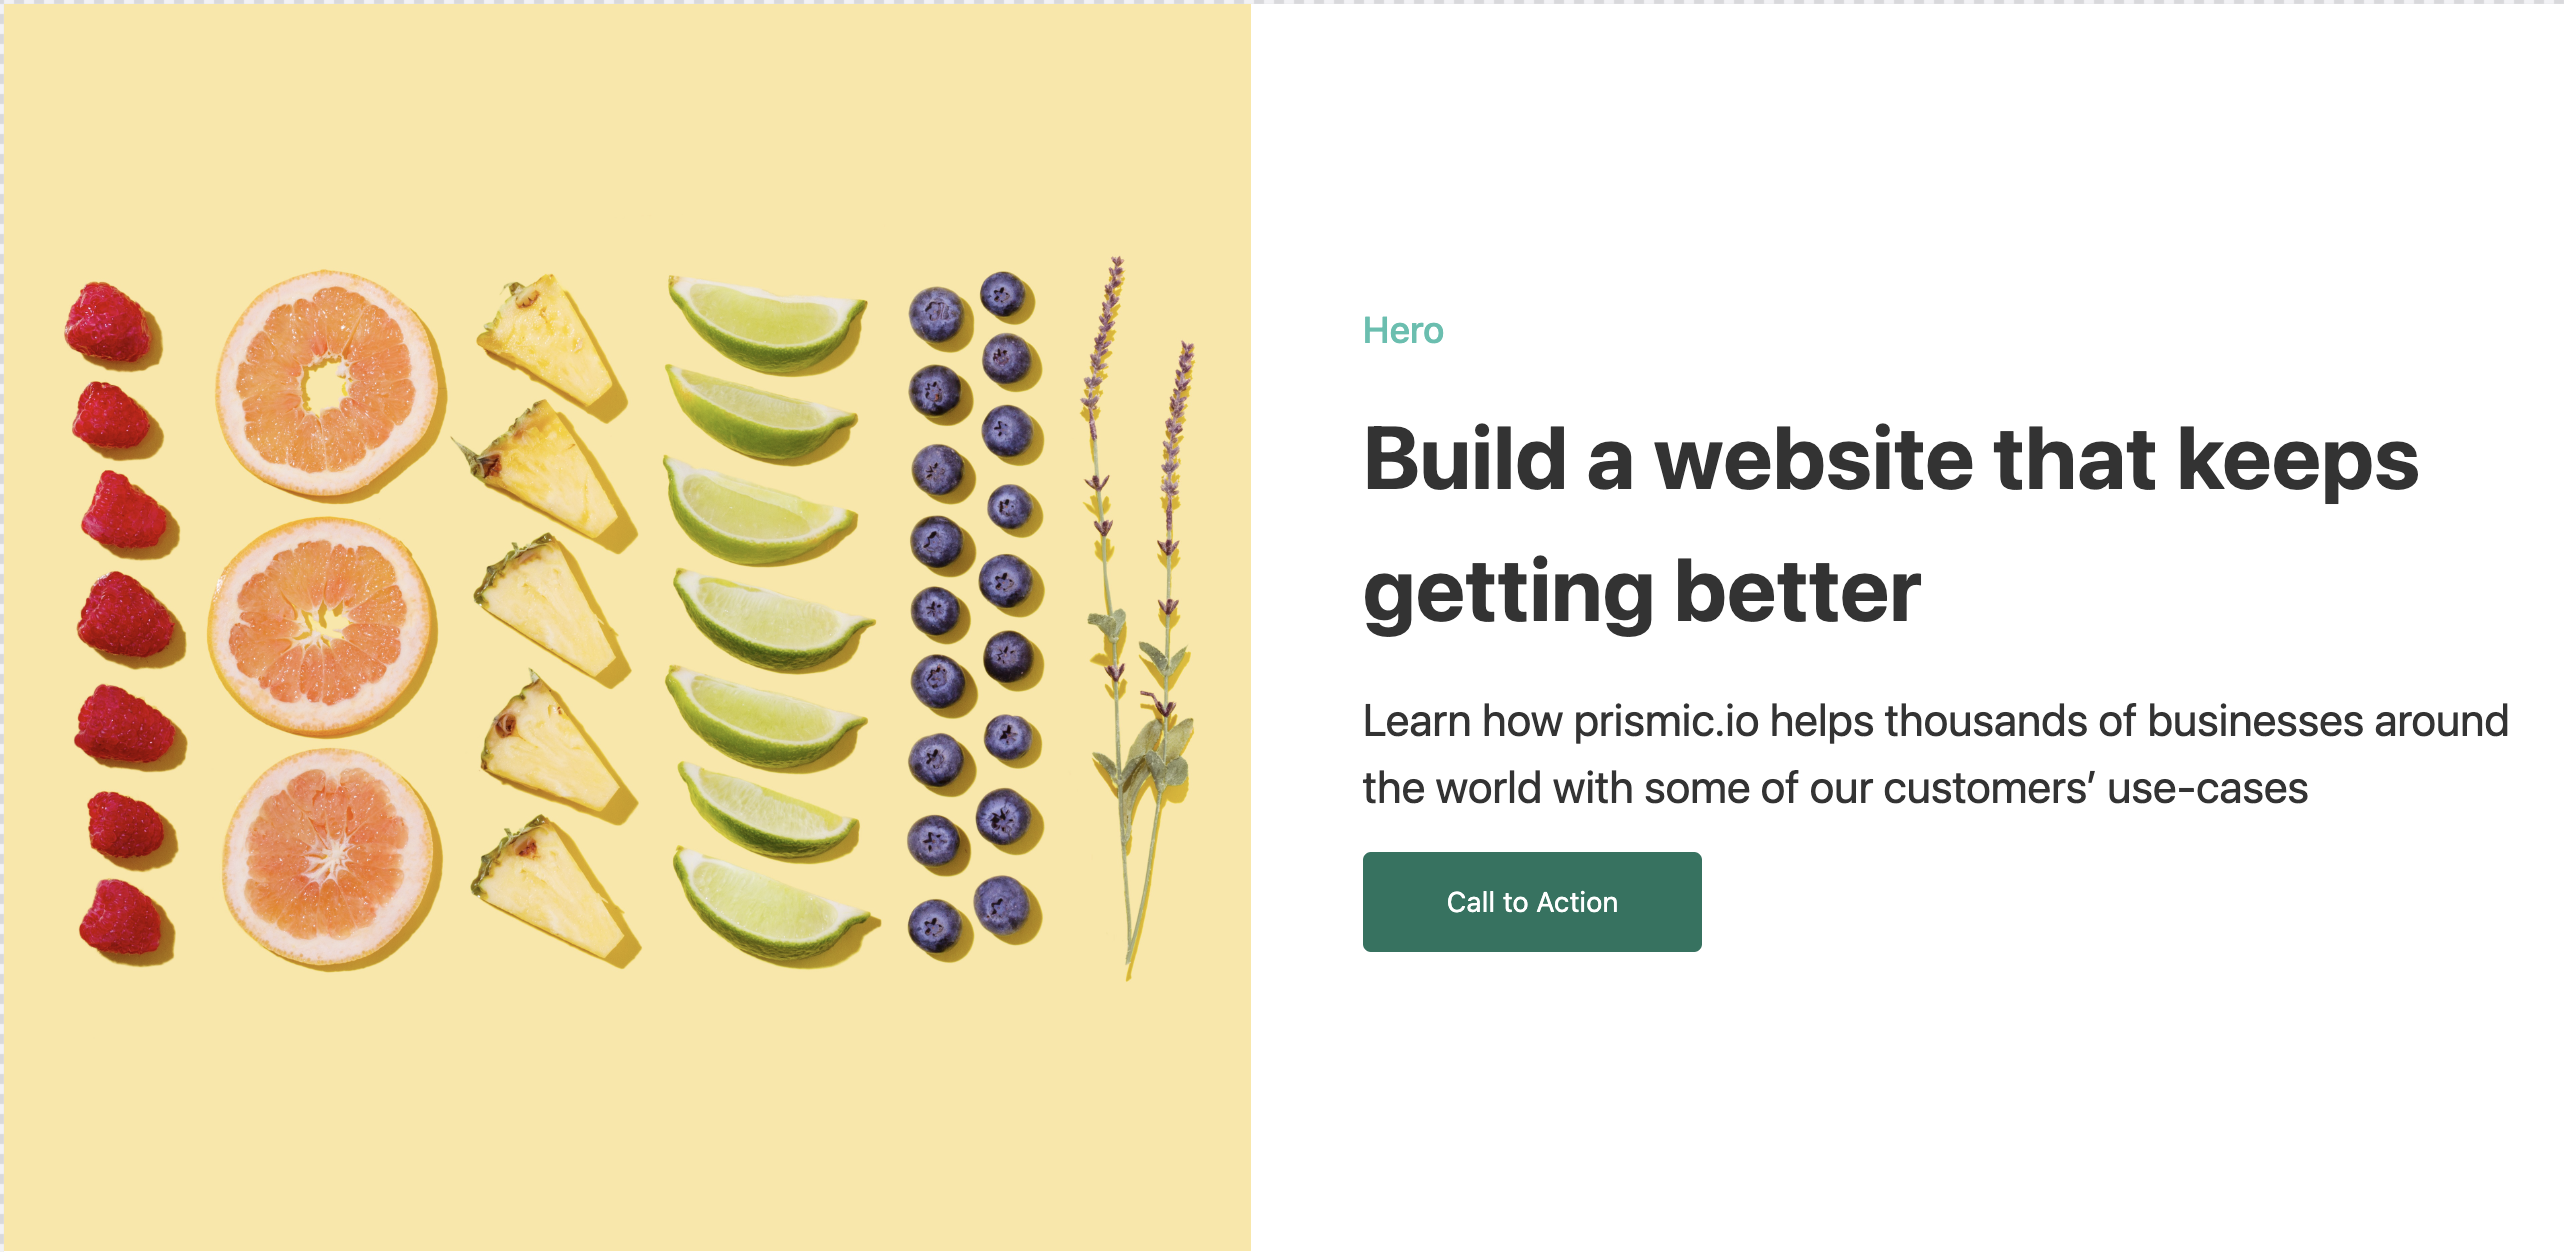 Hero
Build a website that keeps
getting better
Learn how prismic.io helps thousands of businesses around
the world with some of our customers’ use-cases
Call to Action